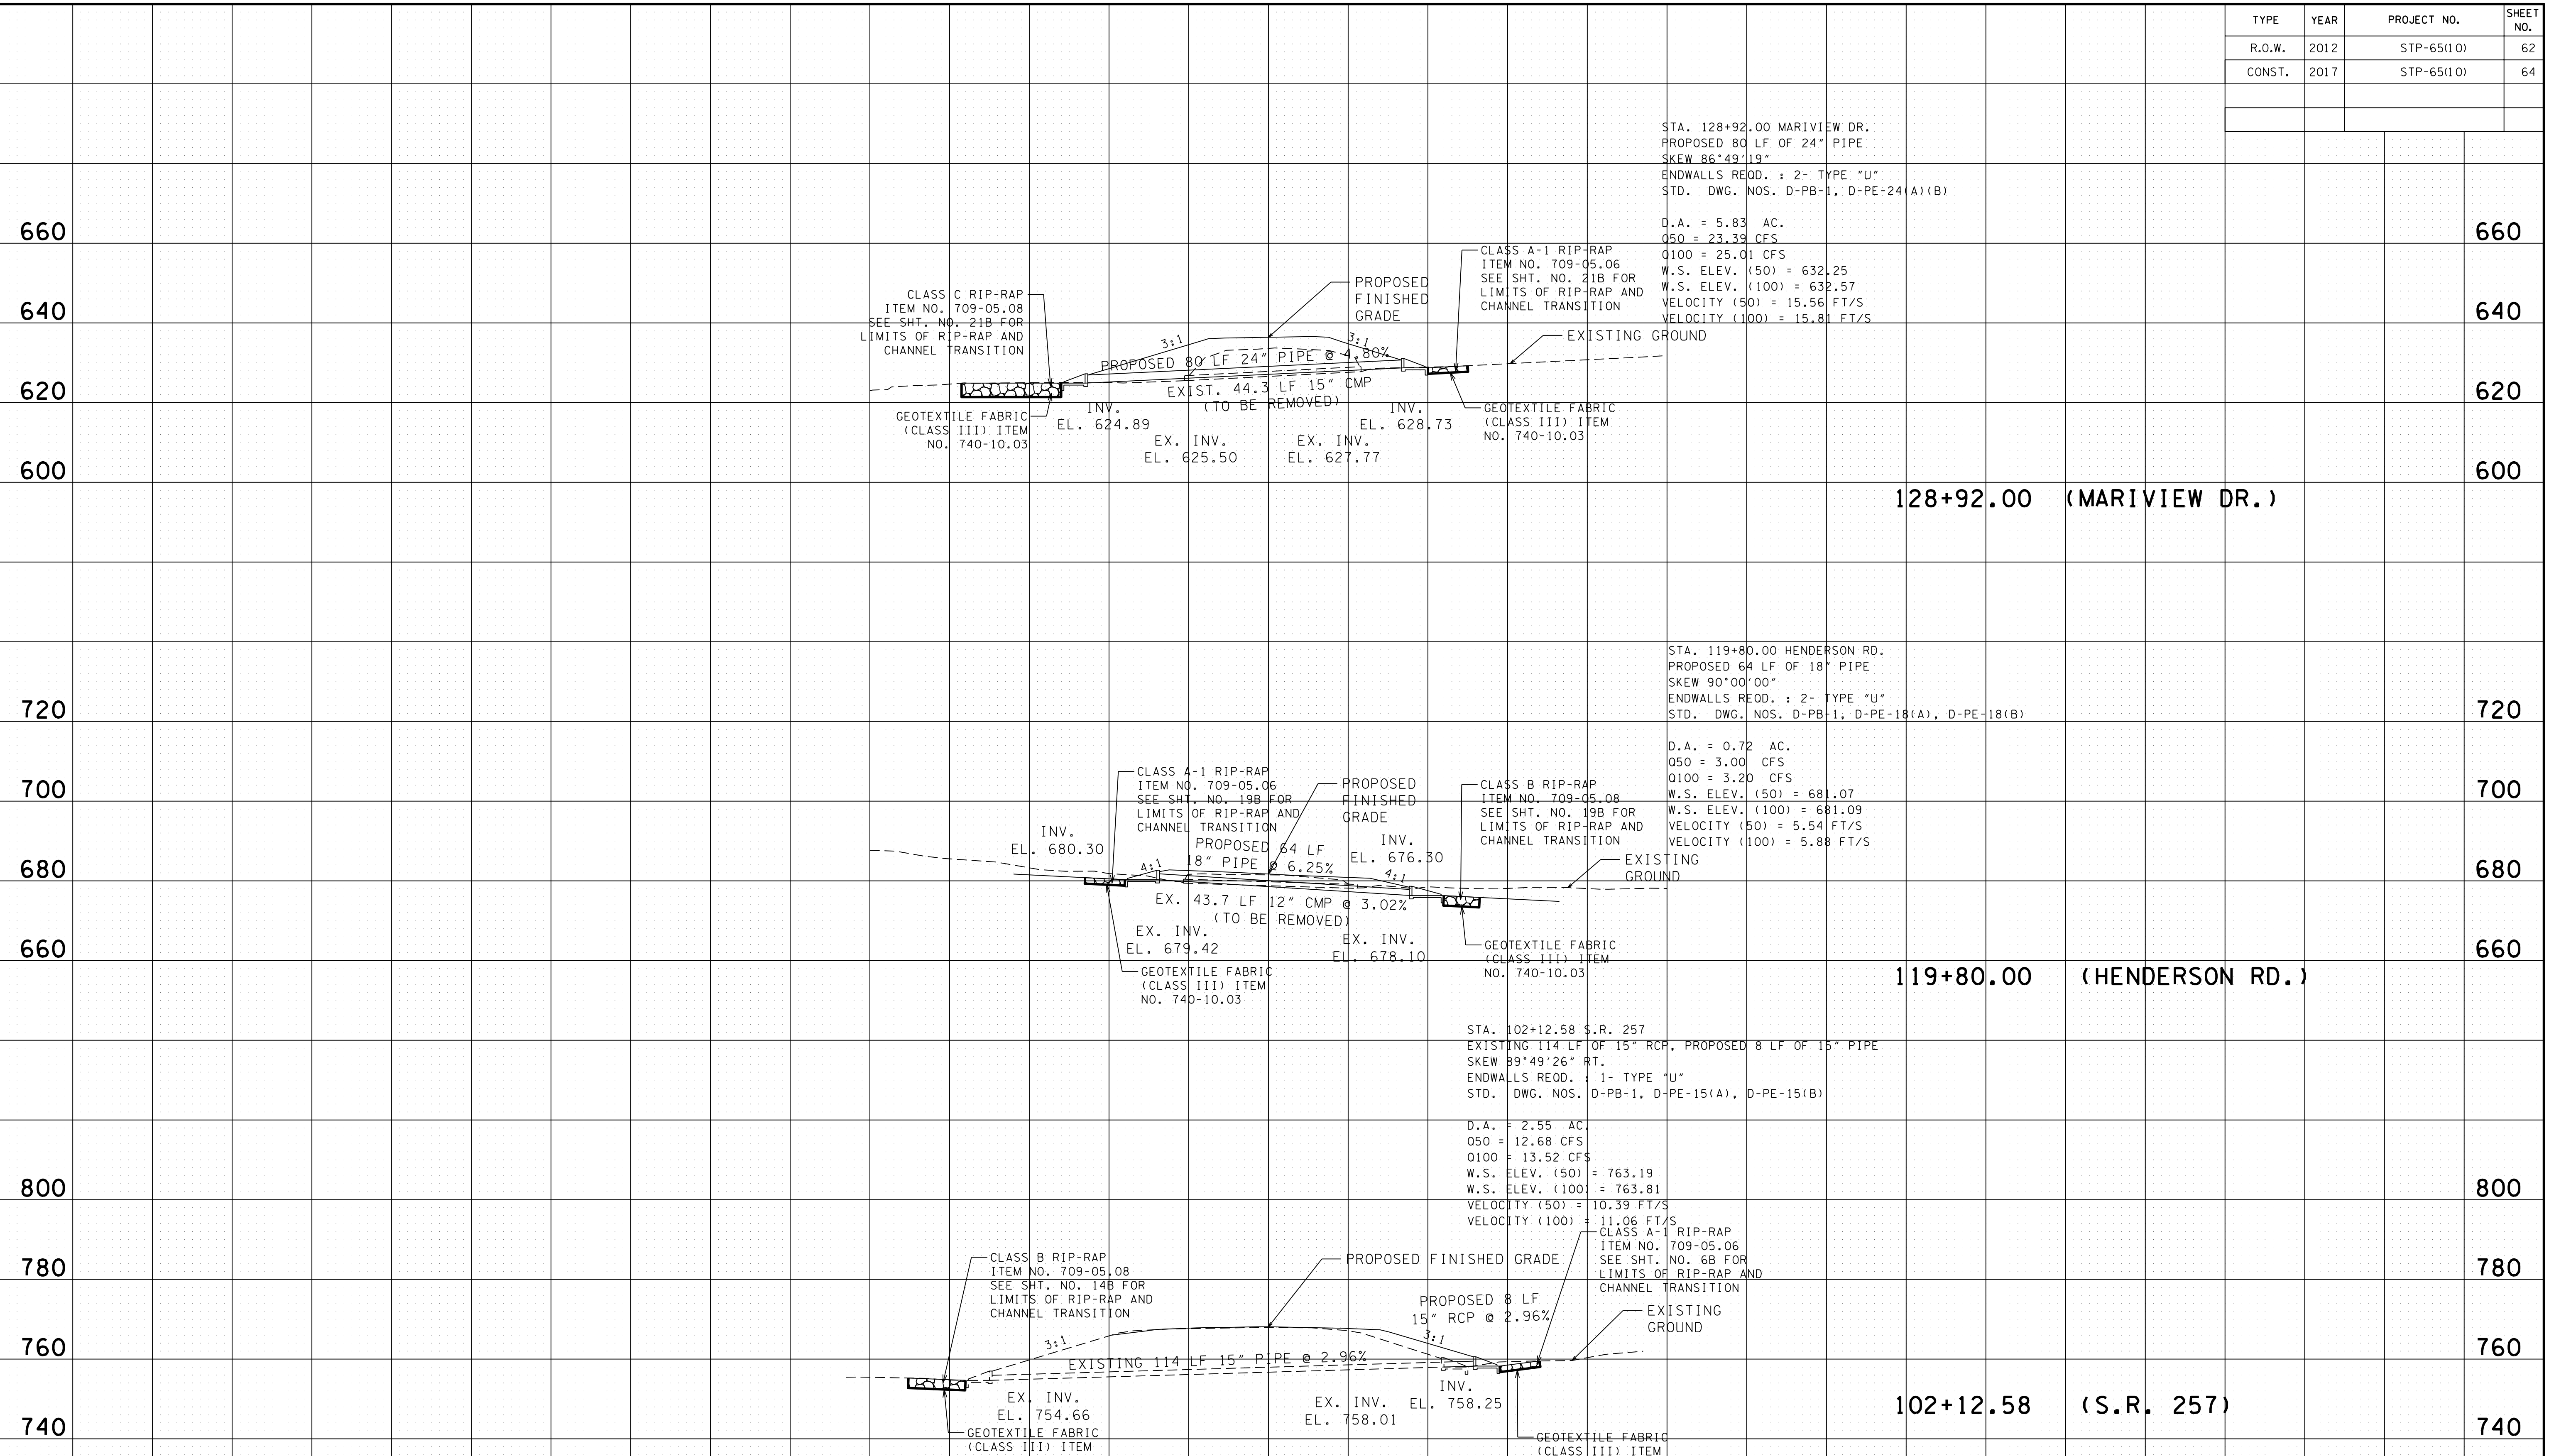 TYPE YEAR PROJECT NO. SHEET NO.
R.O.W. 2012 STP-65(10) 62
CONST. 2017 STP-65(10) 64
STA. 128+92.00 MARIVIEW DR.
PROPOSED 80 LF OF 24" PIPE
SKEW 86°49'19"
ENDWALLS REQD. : 2- TYPE "U"
STD. DWG. NOS. D-PB-1, D-PE-24(A)(B)
D.A. = 5.83 AC.
Q50 = 23.39 CFS
Q100 = 25.01 CFS
W.S. ELEV. (50) = 632.25
W.S. ELEV. (100) = 632.57
VELOCITY (50) = 15.56 FT/S
VELOCITY (100) = 15.81 FT/S
660 660
640 640
620 620
600 600
CLASS C RIP-RAP
ITEM NO. 709-05.08
SEE SHT. NO. 21B FOR
LIMITS OF RIP-RAP AND
CHANNEL TRANSITION
PROPOSED
FINISHED
GRADE
CLASS A-1 RIP-RAP
ITEM NO. 709-05.06
SEE SHT. NO. 21B FOR
LIMITS OF RIP-RAP AND
CHANNEL TRANSITION
EXISTING GROUND
3:1
3:1
PROPOSED 80 LF 24" PIPE @ 4.80%
EXIST. 44.3 LF 15" CMP
(TO BE REMOVED)
GEOTEXTILE FABRIC
(CLASS III) ITEM
NO. 740-10.03
INV.
EL. 624.89
EX. INV.
EL. 625.50
EX. INV.
EL. 627.77
INV.
EL. 628.73
GEOTEXTILE FABRIC
(CLASS III) ITEM
NO. 740-10.03
128+92.00 (MARIVIEW DR.)
STA. 119+80.00 HENDERSON RD.
PROPOSED 64 LF OF 18" PIPE
SKEW 90°00'00"
ENDWALLS REQD. : 2- TYPE "U"
STD. DWG. NOS. D-PB-1, D-PE-18(A), D-PE-18(B)
D.A. = 0.72 AC.
Q50 = 3.00 CFS
Q100 = 3.20 CFS
W.S. ELEV. (50) = 681.07
W.S. ELEV. (100) = 681.09
VELOCITY (50) = 5.54 FT/S
VELOCITY (100) = 5.88 FT/S
720 720
700 700
680 680
660 660
INV.
EL. 680.30
CLASS A-1 RIP-RAP
ITEM NO. 709-05.06
SEE SHT. NO. 19B FOR
LIMITS OF RIP-RAP AND
CHANNEL TRANSITION
PROPOSED
FINISHED
GRADE
INV.
EL. 676.30
CLASS B RIP-RAP
ITEM NO. 709-05.08
SEE SHT. NO. 19B FOR
LIMITS OF RIP-RAP AND
CHANNEL TRANSITION
EXISTING
GROUND
PROPOSED 64 LF
18" PIPE @ 6.25%
4:1
4:1
EX. 43.7 LF 12" CMP @ 3.02%
(TO BE REMOVED)
EX. INV.
EL. 679.42
EX. INV.
EL. 678.10
GEOTEXTILE FABRIC
(CLASS III) ITEM
NO. 740-10.03
GEOTEXTILE FABRIC
(CLASS III) ITEM
NO. 740-10.03
119+80.00 (HENDERSON RD.)
STA. 102+12.58 S.R. 257
EXISTING 114 LF OF 15" RCP, PROPOSED 8 LF OF 15" PIPE
SKEW 89°49'26" RT.
ENDWALLS REQD. : 1- TYPE "U"
STD. DWG. NOS. D-PB-1, D-PE-15(A), D-PE-15(B)
D.A. = 2.55 AC.
Q50 = 12.68 CFS
Q100 = 13.52 CFS
W.S. ELEV. (50) = 763.19
W.S. ELEV. (100) = 763.81
VELOCITY (50) = 10.39 FT/S
VELOCITY (100) = 11.06 FT/S
800 800
780 780
760 760
740 740
CLASS B RIP-RAP
ITEM NO. 709-05.08
SEE SHT. NO. 14B FOR
LIMITS OF RIP-RAP AND
CHANNEL TRANSITION
PROPOSED FINISHED GRADE
CLASS A-1 RIP-RAP
ITEM NO. 709-05.06
SEE SHT. NO. 6B FOR
LIMITS OF RIP-RAP AND
CHANNEL TRANSITION
PROPOSED 8 LF
15" RCP @ 2.96%
EXISTING
GROUND
3:1
3:1
EXISTING 114 LF 15" PIPE @ 2.96%
EX. INV.
EL. 754.66
EX. INV.
EL. 758.01
INV.
EL. 758.25
GEOTEXTILE FABRIC
(CLASS III) ITEM
GEOTEXTILE FABRIC
(CLASS III) ITEM
102+12.58 (S.R. 257)